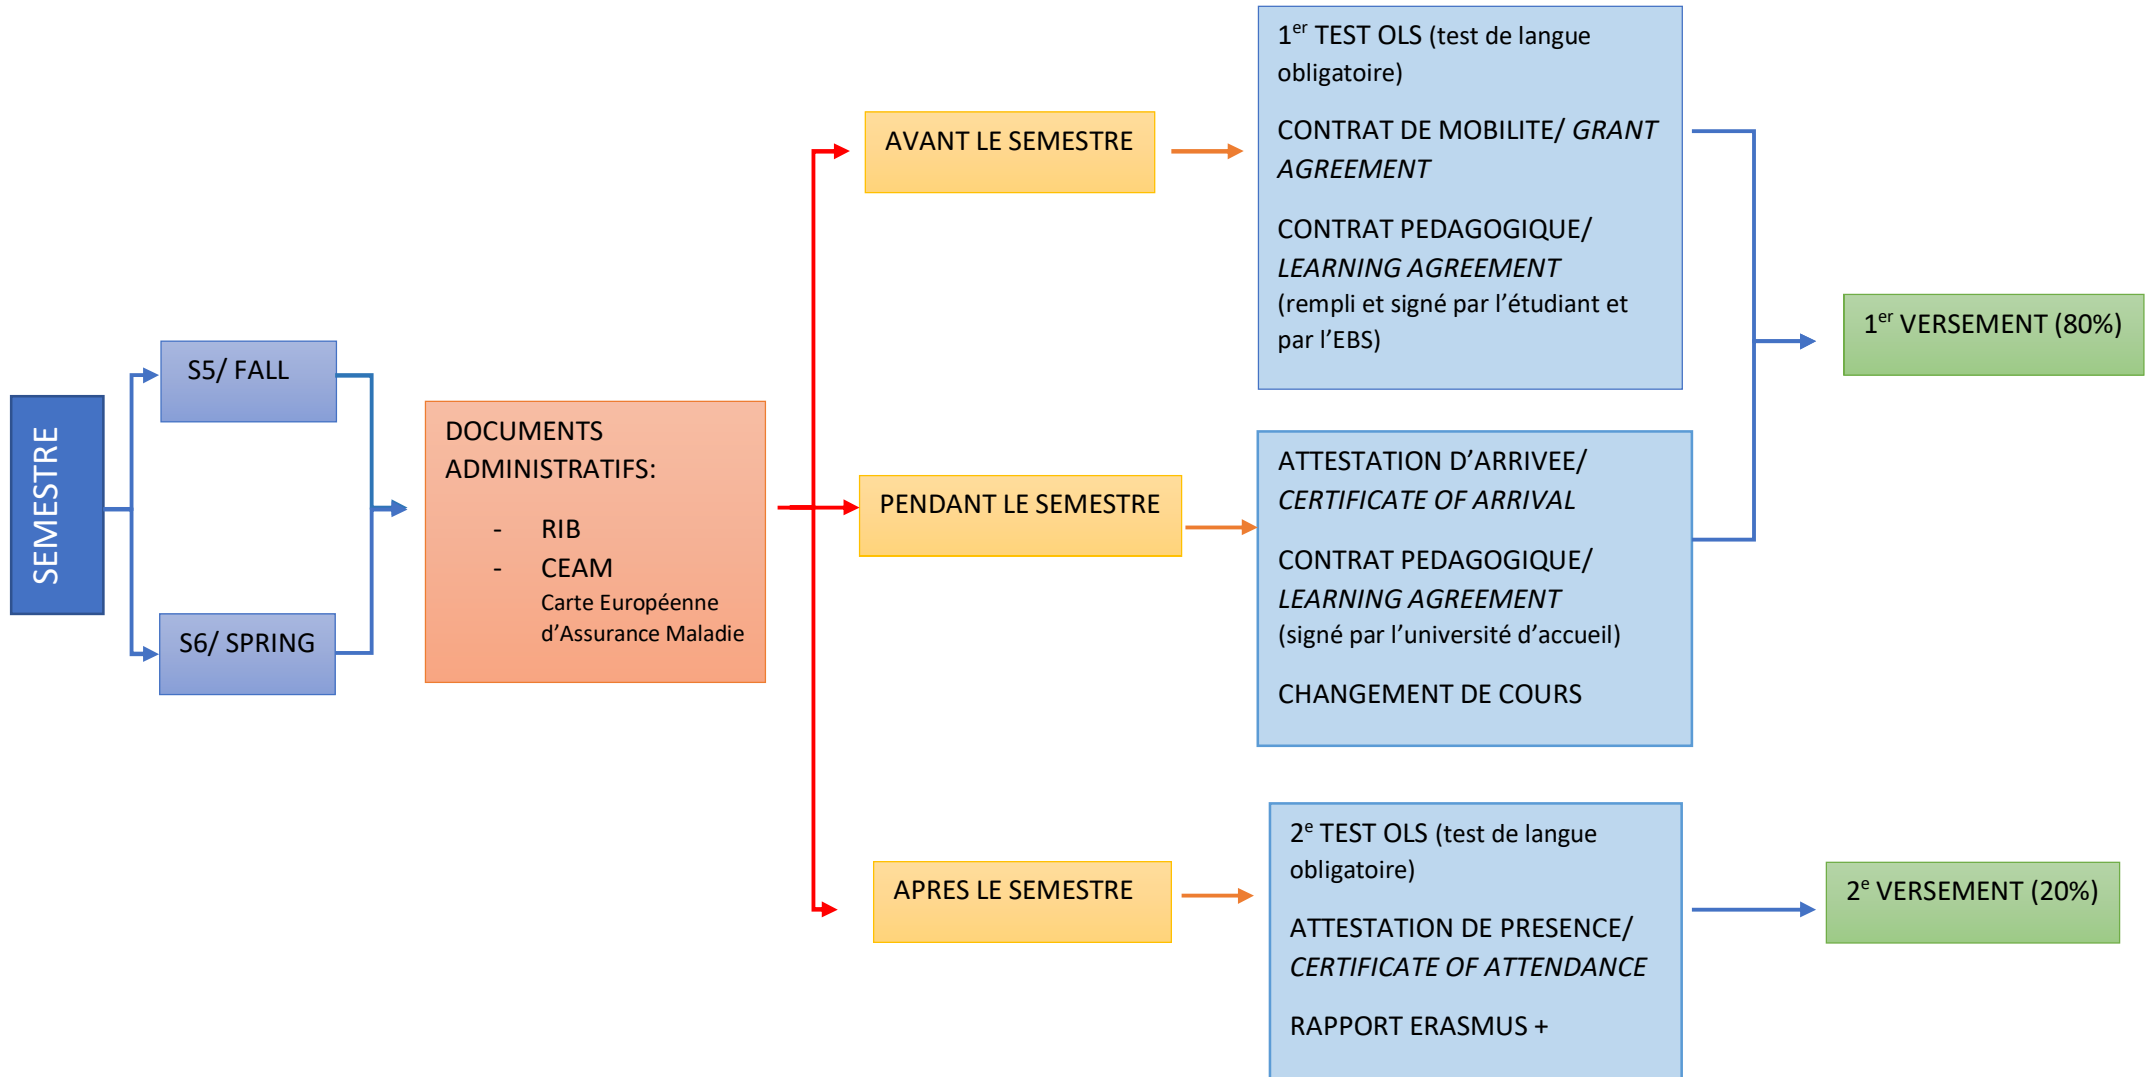 SEMESTRE
S5/ FALL
S6/ SPRING
DOCUMENTS
ADMINISTRATIFS:
- RIB
- CEAM
Carte Européenne
d’Assurance Maladie
AVANT LE SEMESTRE
1er TEST OLS (test de langue
obligatoire)
CONTRAT DE MOBILITE/ GRANT
AGREEMENT
CONTRAT PEDAGOGIQUE/
LEARNING AGREEMENT
(rempli et signé par l’étudiant et
par l’EBS)
PENDANT LE SEMESTRE
ATTESTATION D’ARRIVEE/
CERTIFICATE OF ARRIVAL
CONTRAT PEDAGOGIQUE/
LEARNING AGREEMENT
(signé par l’université d’accueil)
CHANGEMENT DE COURS
1er VERSEMENT (80%)
APRES LE SEMESTRE
2e TEST OLS (test de langue
obligatoire)
ATTESTATION DE PRESENCE/
CERTIFICATE OF ATTENDANCE
RAPPORT ERASMUS +
2e VERSEMENT (20%)